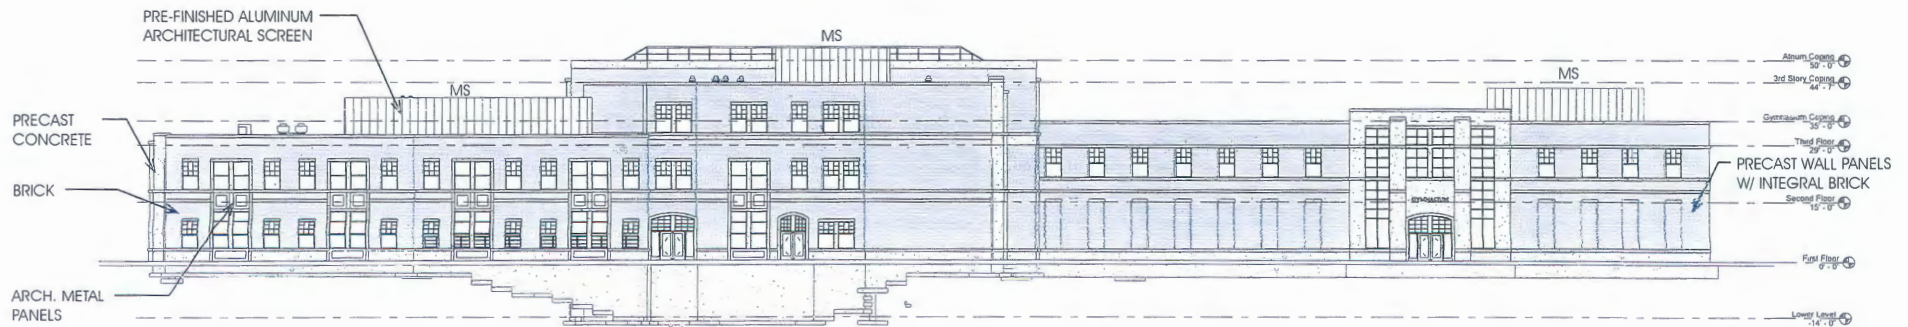 PRE-FINISHED ALUMINUM
ARCHITECTURAL SCREEN
MS
MS
MS
Atrium Coping
50' - 0"
3rd Story Coping
44' - 7"
PRECAST
CONCRETE
Gymnasium Coping
35' - 0"
Third Floor
29' - 0"
PRECAST WALL PANELS
W/ INTEGRAL BRICK
BRICK
Second Floor
15' - 0"
GYMNASIUM
First Floor
0' - 0"
ARCH. METAL
PANELS
Lower Level
-14' - 0"